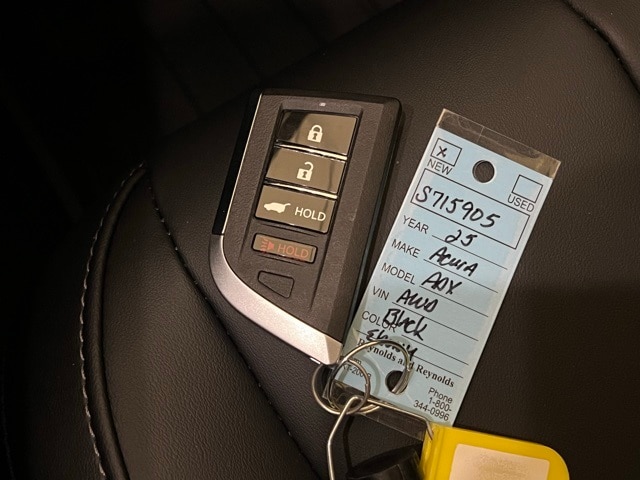 HOLD
HOLD
X
NEW
USED
S715905
YEAR 25
MAKE Acura
MODEL ADX
VIN AWD
COLOR Black
Reynolds and Reynolds
Phone
1-800-
344-0996